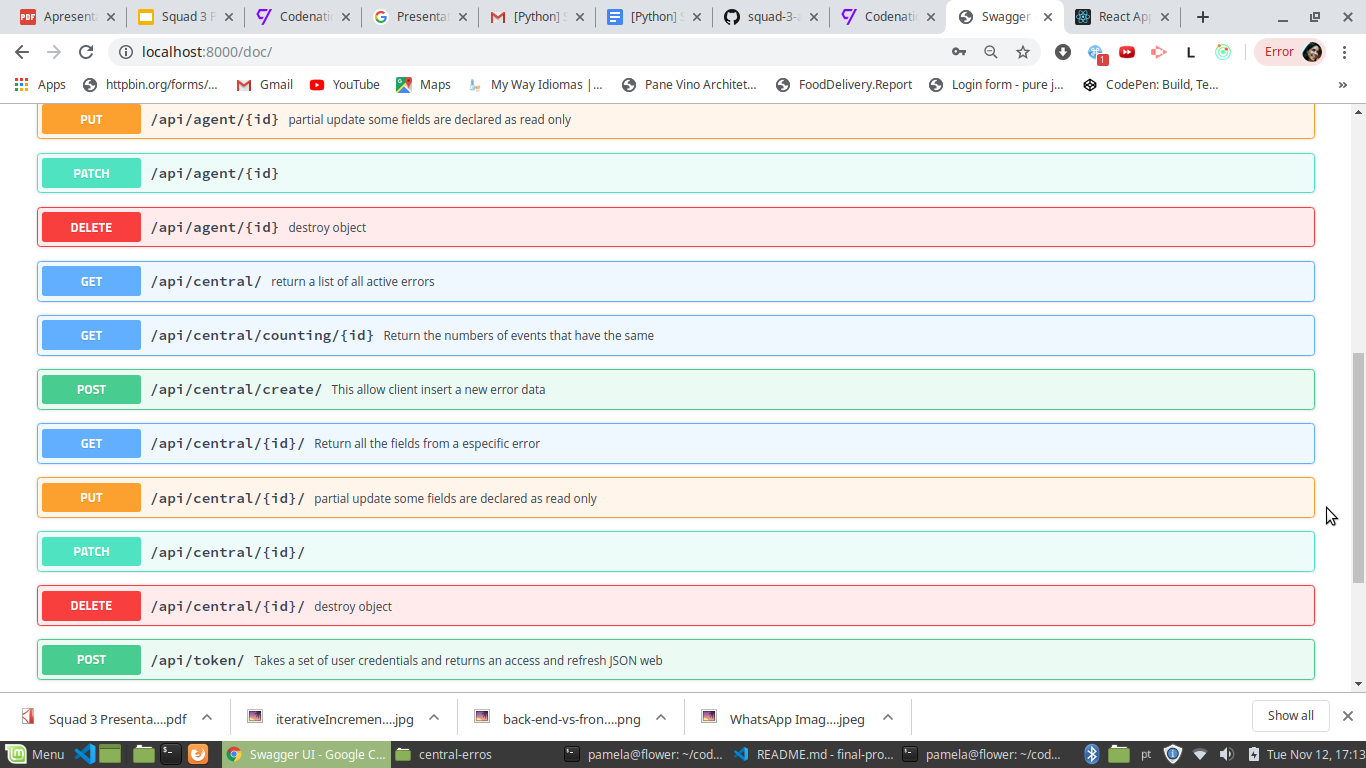 PDF Apresenta
Squad 3 P
Codenatio
Presentat
[Python] S
[Python] S
squad-3-a
Codenatio
Swagger
React App
localhost:8000/doc/
1
L
Error
Apps
httpbin.org/forms/...
Gmail
YouTube
Maps
My Way Idiomas |...
Pane Vino Architet...
FoodDelivery.Report
Login form - pure j...
CodePen: Build, Te...
»
PUT /api/agent/{id} partial update some fields are declared as read only
PATCH /api/agent/{id}
DELETE /api/agent/{id} destroy object
GET /api/central/ return a list of all active errors
GET /api/central/counting/{id} Return the numbers of events that have the same
POST /api/central/create/ This allow client insert a new error data
GET /api/central/{id}/ Return all the fields from a especific error
PUT /api/central/{id}/ partial update some fields are declared as read only
PATCH /api/central/{id}/
DELETE /api/central/{id}/ destroy object
POST /api/token/ Takes a set of user credentials and returns an access and refresh JSON web
Squad 3 Presenta....pdf
iterativeIncremen....jpg
back-end-vs-fron....png
WhatsApp Imag....jpeg
Show all
Menu
Swagger UI - Google C...
central-erros
pamela@flower: ~/cod...
README.md - final-pro...
pamela@flower: ~/cod...
pt
Tue Nov 12, 17:13